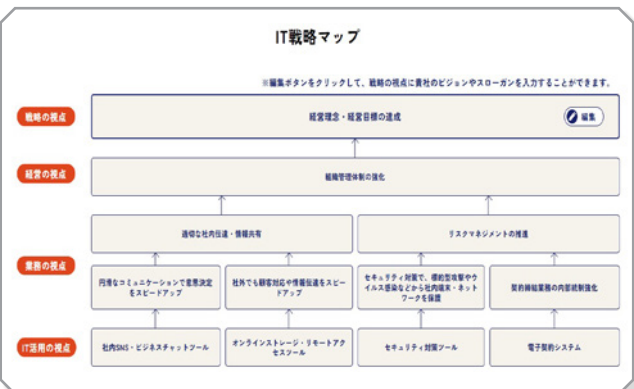 IT戦略マップ
※編集ボタンをクリックして、戦略の視点に貴社のビジョンやスローガンを入力することができます。
戦略の視点
経営理念・経営目標の達成
編集
経営の視点
組織管理体制の強化
適切な社内伝達・情報共有
リスクマネジメントの推進
業務の視点
円滑なコミュニケーションで意思決定
をスピードアップ
社外でも顧客対応や情報伝達をスピー
ドアップ
セキュリティ対策で、標的型攻撃やウ
イルス感染などから社内端末・ネット
ワークを保護
契約締結業務の内部統制強化
IT活用の視点
社内SNS・ビジネスチャットツール
オンラインストレージ・リモートアク
セスツール
セキュリティ対策ツール
電子契約システム